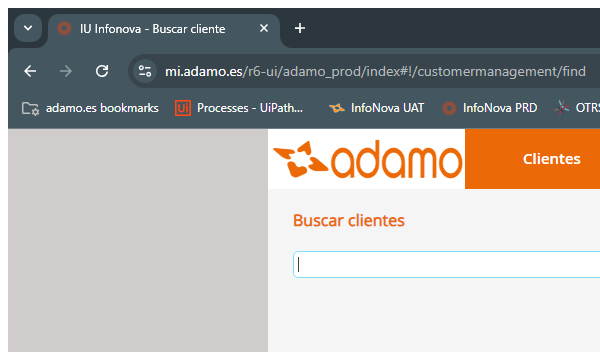 IU Infonova - Buscar cliente
mi.adamo.es/r6-ui/adamo_prod/index#!/customermanagement/find
adamo.es bookmarks Ui Processes - UiPath... InfoNova UAT InfoNova PRD OTRS
adamo Clientes
Buscar clientes